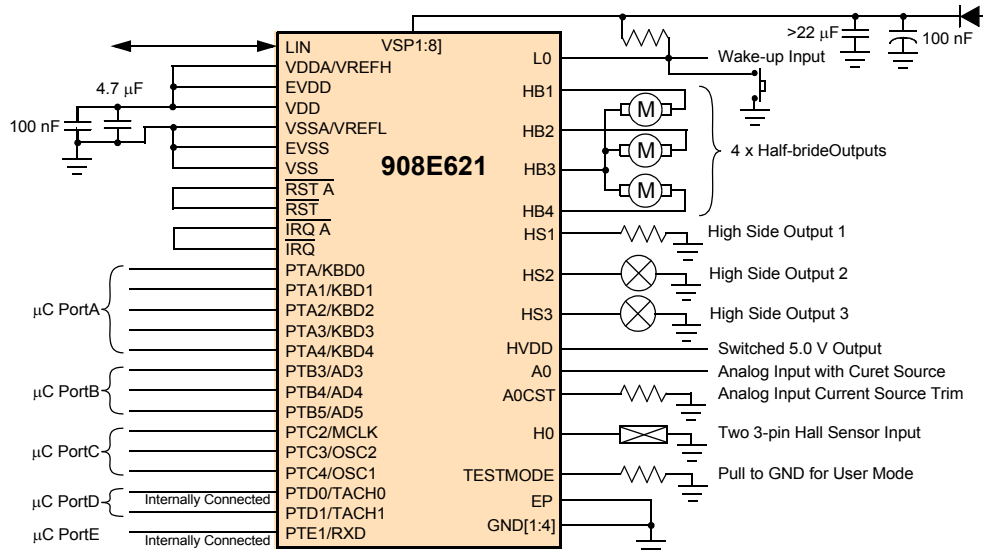 VSP1:8]
>22 μF
100 nF
LIN
VDDA/VREFH
EVDD
VDD
VSSA/VREFL
EVSS
VSS
RST A
RST
IRQ A
IRQ
PTA/KBD0
PTA1/KBD1
PTA2/KBD2
PTA3/KBD3
PTA4/KBD4
PTB3/AD3
PTB4/AD4
PTB5/AD5
PTC2/MCLK
PTC3/OSC2
PTC4/OSC1
PTD0/TACH0
PTD1/TACH1
PTE1/RXD
4.7 μF
100 nF
μC PortA
μC PortB
μC PortC
μC PortD
Internally Connected
μC PortE
Internally Connected
908E621
L0
HB1
HB2
HB3
HB4
HS1
HS2
HS3
HVDD
A0
A0CST
H0
TESTMODE
EP
GND[1:4]
M
M
M
Wake-up Input
4 x Half-brideOutputs
High Side Output 1
High Side Output 2
High Side Output 3
Switched 5.0 V Output
Analog Input with Curet Source
Analog Input Current Source Trim
Two 3-pin Hall Sensor Input
Pull to GND for User Mode